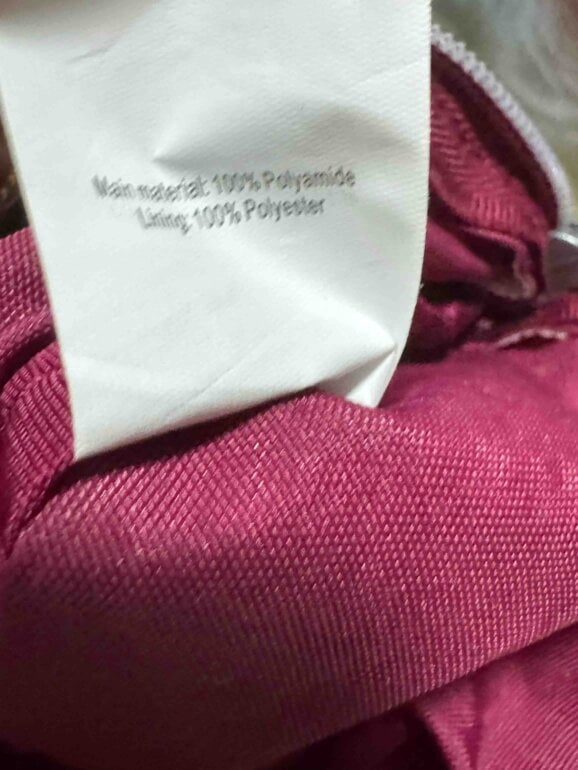 Main material: 100% Polyamide
Lining: 100% Polyester